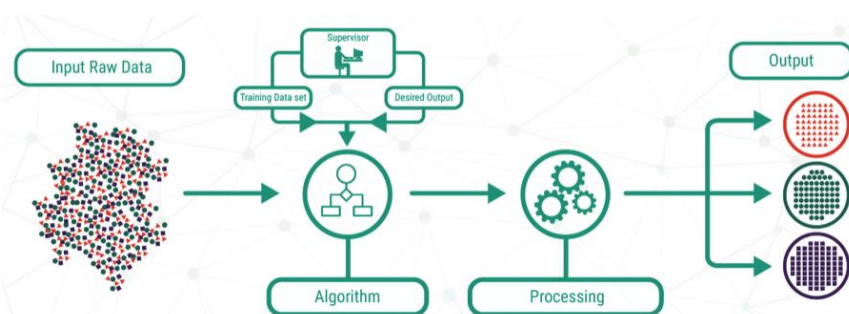 Input Raw Data
Supervisor
Training Data set
Desired Output
Algorithm
Processing
Output